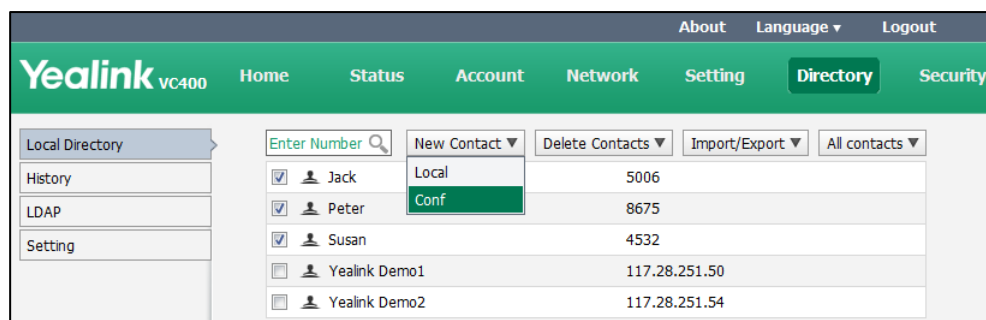 About Language ▾ Logout
Yealink VC400 Home Status Account Network Setting Directory Security
Local Directory
Enter Number New Contact ▼ Delete Contacts ▼ Import/Export ▼ All contacts ▼
History
Jack 5006
Local
Conf
LDAP
Peter 8675
Setting
Susan 4532
Yealink Demo1 117.28.251.50
Yealink Demo2 117.28.251.54